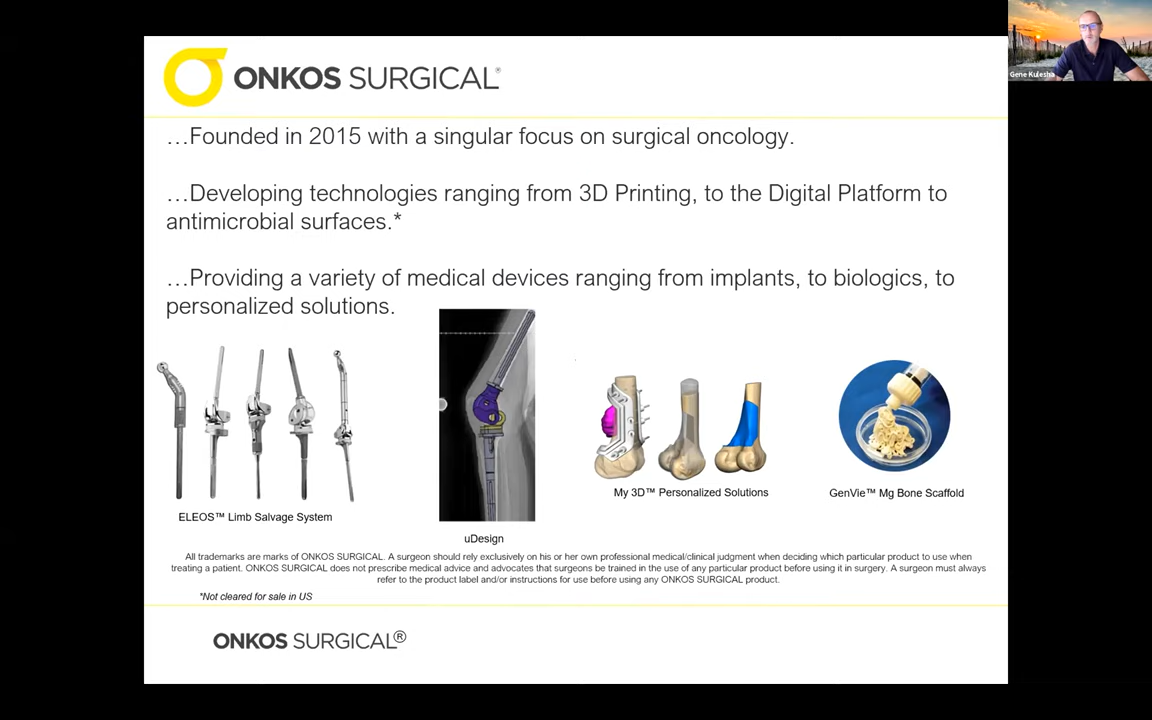 Gene Kulesha
ONKOS SURGICAL®
…Founded in 2015 with a singular focus on surgical oncology.
…Developing technologies ranging from 3D Printing, to the Digital Platform to
antimicrobial surfaces.*
…Providing a variety of medical devices ranging from implants, to biologics, to
personalized solutions.
ELEOS™ Limb Salvage System
uDesign
My 3D™ Personalized Solutions
GenVie™ Mg Bone Scaffold
All trademarks are marks of ONKOS SURGICAL. A surgeon should rely exclusively on his or her own professional medical/clinical judgment when deciding which particular product to use when
treating a patient. ONKOS SURGICAL does not prescribe medical advice and advocates that surgeons be trained in the use of any particular product before using it in surgery. A surgeon must always
refer to the product label and/or instructions for use before using any ONKOS SURGICAL product.
*Not cleared for sale in US
ONKOS SURGICAL®